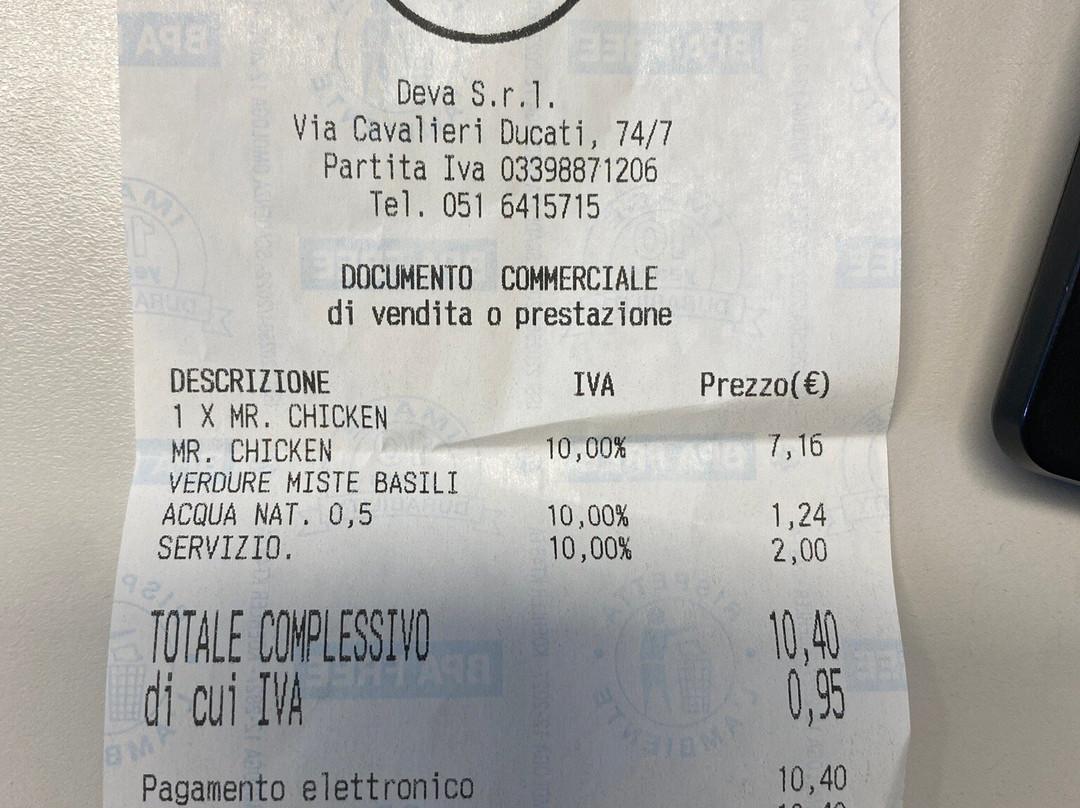 Deva S.r.l.
Via Cavalieri Ducati, 74/7
Partita Iva 03398871206
Tel. 051 6415715
DOCUMENTO COMMERCIALE
di vendita o prestazione
DESCRIZIONE IVA Prezzo(€)
1 X MR. CHICKEN
MR. CHICKEN 10,00% 7,16
VERDURE MISTE BASILI
ACQUA NAT. 0,5 10,00% 1,24
SERVIZIO. 10,00% 2,00
TOTALE COMPLESSIVO 10,40
di cui IVA 0,95
Pagamento elettronico 10,40